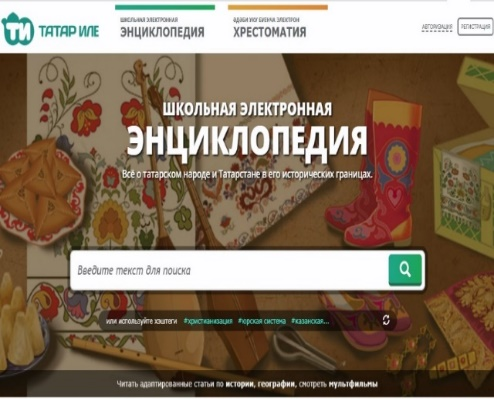 ТИ ТАТАР ИЛЕ
ШКОЛЬНАЯ ЭЛЕКТРОННАЯ
ЭНЦИКЛОПЕДИЯ
ӘДӘБИ УКУ БУЕНЧА ЭЛЕКТРОН
ХРЕСТОМАТИЯ
АВТОРИЗАЦИЯ
РЕГИСТРАЦИЯ
ШКОЛЬНАЯ ЭЛЕКТРОННАЯ
ЭНЦИКЛОПЕДИЯ
Всё о татарском народе и Татарстане в его исторических границах.
Введите текст для поиска
или используйте хэштеги #христианизация #юрская система #казанская...
Читать адаптированные статьи по истории, географии, смотреть мультфильмы